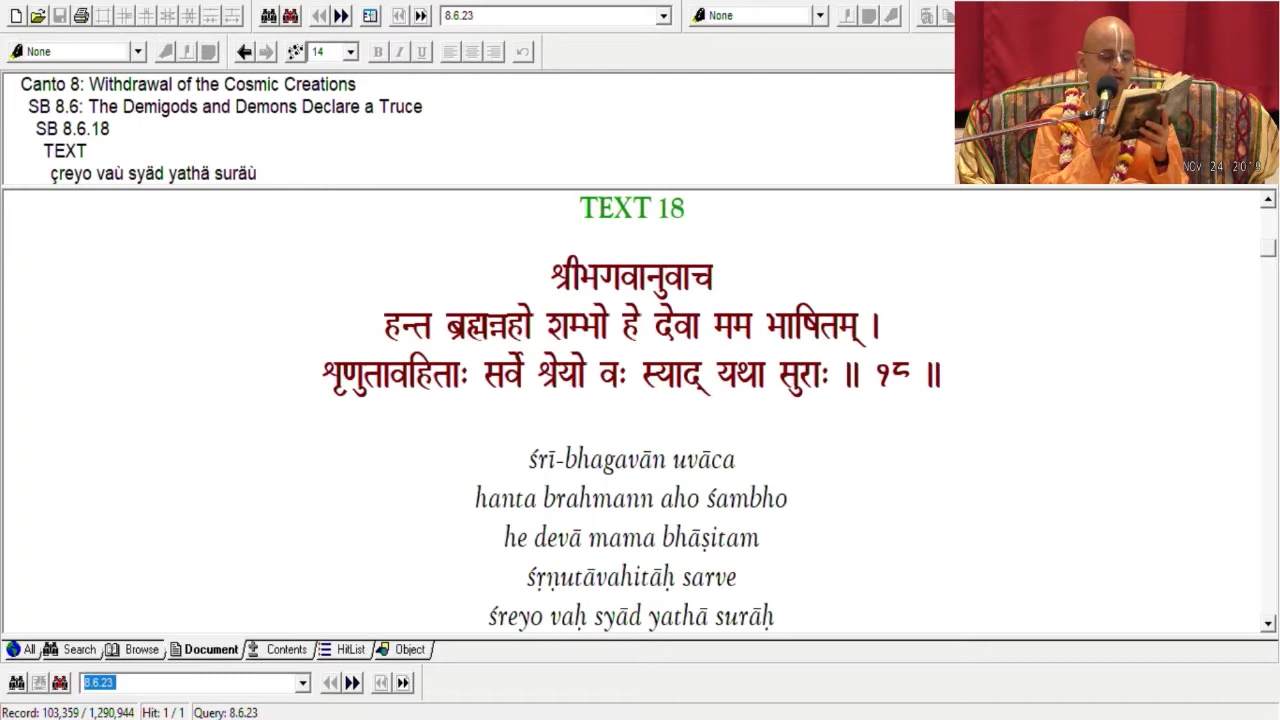 8.6.23
None
None
14
B I U
Canto 8: Withdrawal of the Cosmic Creations
SB 8.6: The Demigods and Demons Declare a Truce
SB 8.6.18
TEXT
çreyo vaù syäd yathä suräù
NOV 24 2019
TEXT 18
श्रीभगवानुवाच
हन्त ब्रह्मन्नहो शम्भो हे देवा मम भाषितम् ।
शृणुतावहिताः सर्वे श्रेयो वः स्याद् यथा सुराः ॥ १८ ॥
śrī-bhagavān uvāca
hanta brahmann aho śambho
he devā mama bhāṣitam
śṛṇutāvahitāḥ sarve
śreyo vaḥ syād yathā surāḥ
All Search Browse Document Contents HitList Object
8.6.23
Record: 103,359 / 1,290,944 Hit: 1 / 1 Query: 8.6.23